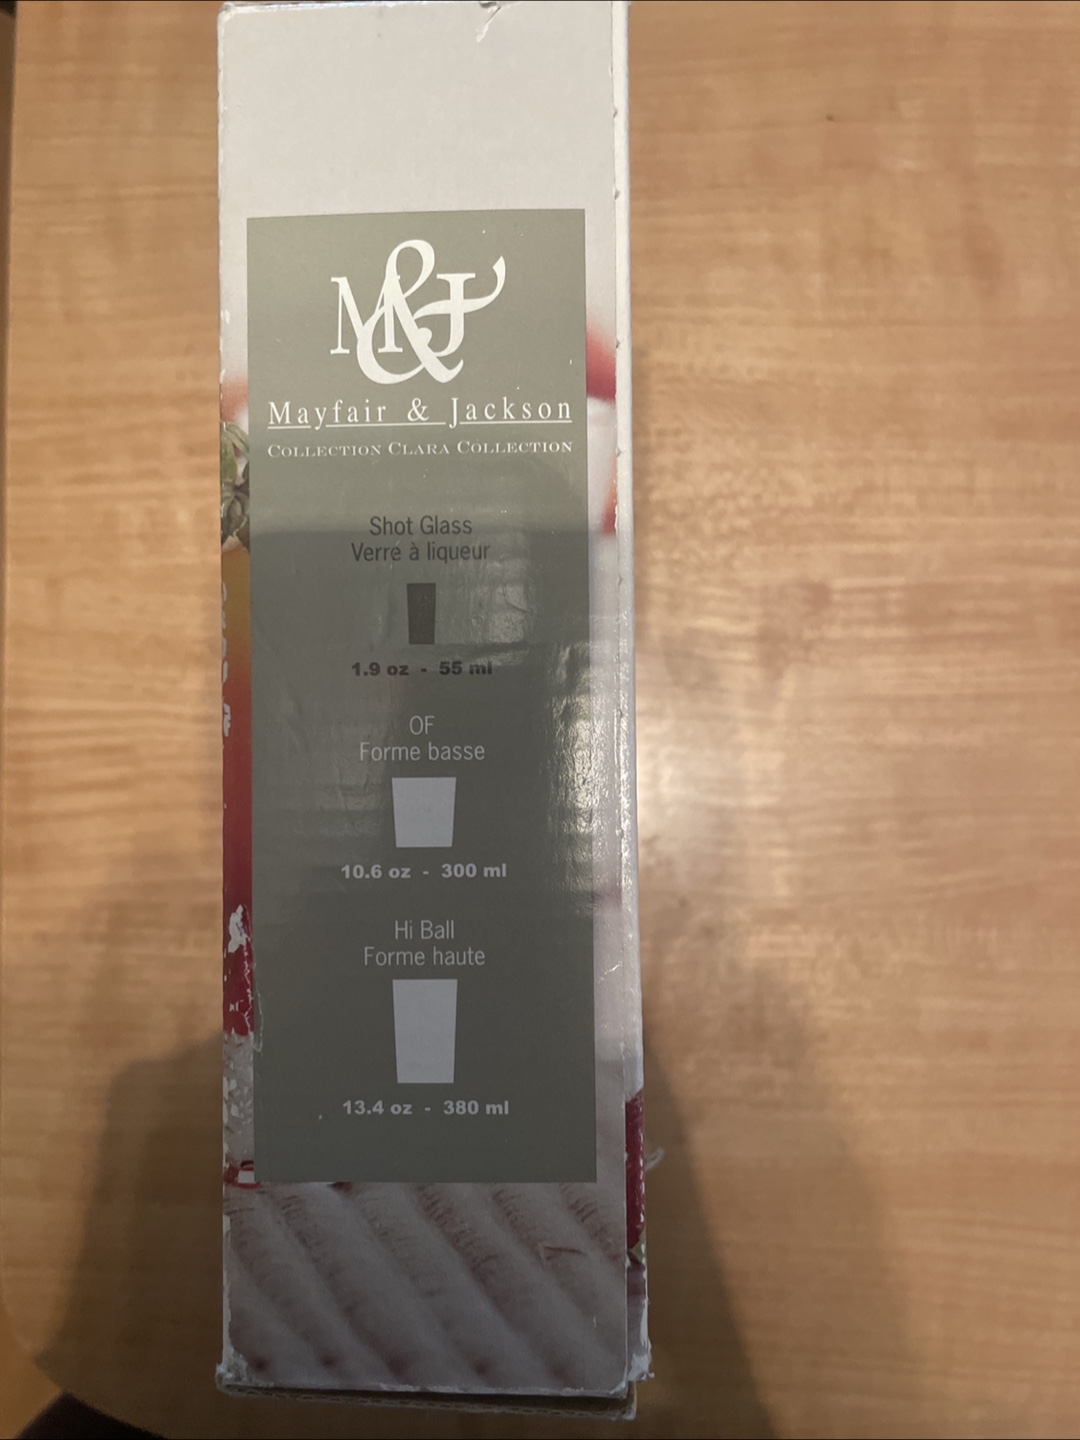 M&J
Mayfair & Jackson
COLLECTION CLARA COLLECTION
Shot Glass
Verre à liqueur
1.9 oz - 55 ml
OF
Forme basse
10.6 oz - 300 ml
Hi Ball
Forme haute
13.4 oz - 380 ml